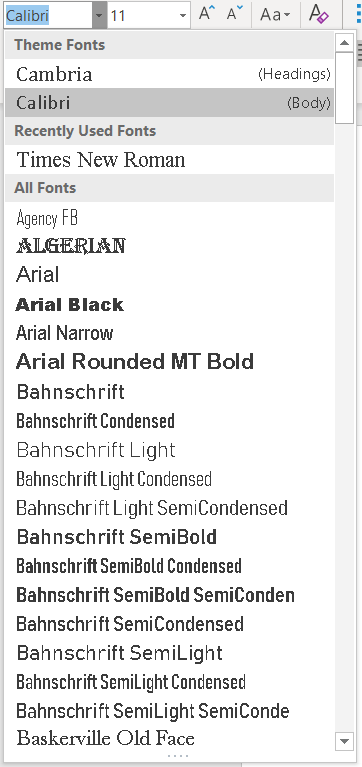 Calibri 11 A A Aa A
Theme Fonts
Cambria (Headings)
Calibri (Body)
Recently Used Fonts
Times New Roman
All Fonts
Agency FB
ALGERIAN
Arial
Arial Black
Arial Narrow
Arial Rounded MT Bold
Bahnschrift
Bahnschrift Condensed
Bahnschrift Light
Bahnschrift Light Condensed
Bahnschrift Light SemiCondensed
Bahnschrift SemiBold
Bahnschrift SemiBold Condensed
Bahnschrift SemiBold SemiConden
Bahnschrift SemiCondensed
Bahnschrift SemiLight
Bahnschrift SemiLight Condensed
Bahnschrift SemiLight SemiConde
Baskerville Old Face